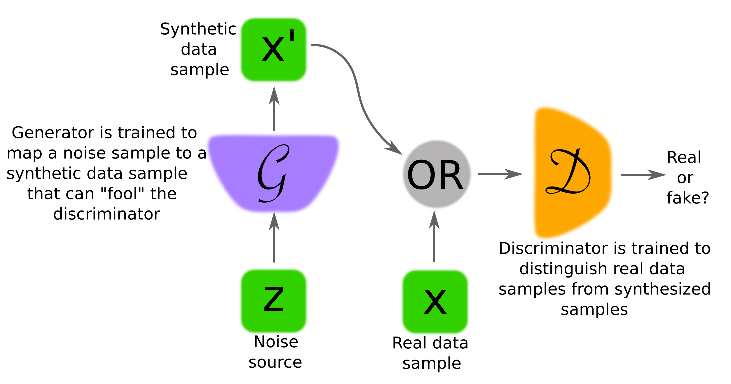 Synthetic
data
sample
x'
Generator is trained to
map a noise sample to a
synthetic data sample
that can "fool" the
discriminator
G
z
Noise
source
OR
x
Real data
sample
D
Real
or
fake?
Discriminator is trained to
distinguish real data
samples from synthesized
samples